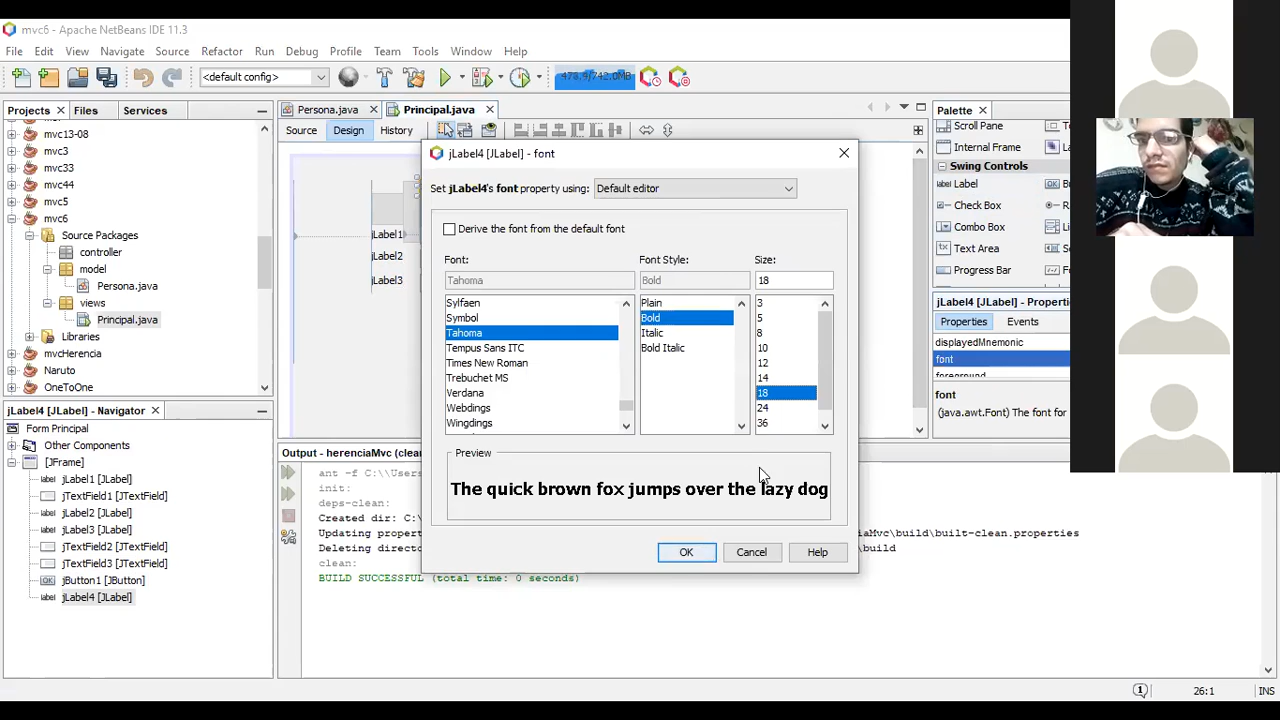 mvc6 - Apache NetBeans IDE 11.3
File Edit View Navigate Source Refactor Run Debug Profile Team Tools Window Help
<default config>
478.9/742.0MB
Projects Files Services
mvc13-08
mvc3
mvc33
mvc44
mvc5
mvc6
Source Packages
controller
model
Persona.java
views
Principal.java
Libraries
mvcHerencia
Naruto
OneToOne
Persona.java Principal.java
Source Design History
jLabel1
jLabel2
jLabel3
jLabel4 [JLabel] - font
Set jLabel4's font property using: Default editor
Derive the font from the default font
Font: Font Style: Size:
Tahoma Bold 18
Sylfaen Plain 3
Symbol Bold 5
Tahoma Italic 8
Tempus Sans ITC Bold Italic 10
Times New Roman 12
Trebuchet MS 14
Verdana 18
Webdings 24
Wingdings 36
Preview
The quick brown fox jumps over the lazy dog
OK Cancel Help
Palette
Scroll Pane
Internal Frame
Swing Controls
Label
Check Box
Combo Box
Text Area
Progress Bar
jLabel4 [JLabel] - Properti
Properties Events
displayedMnemonic
font
foreground
font
(java.awt.Font) The font for
jLabel4 [JLabel] - Navigator
Form Principal
Other Components
[JFrame]
jLabel1 [JLabel]
jTextField1 [JTextField]
jLabel2 [JLabel]
jLabel3 [JLabel]
jTextField2 [JTextField]
jTextField3 [JTextField]
jButton1 [JButton]
jLabel4 [JLabel]
Output - herenciaMvc (clean
ant -f C:\\Users
init:
deps-clean:
Created dir: C:\
Updating propert iaMvc\build\built-clean.properties
Deleting directo build
clean:
BUILD SUCCESSFUL (total time: 0 seconds)
26:1 INS